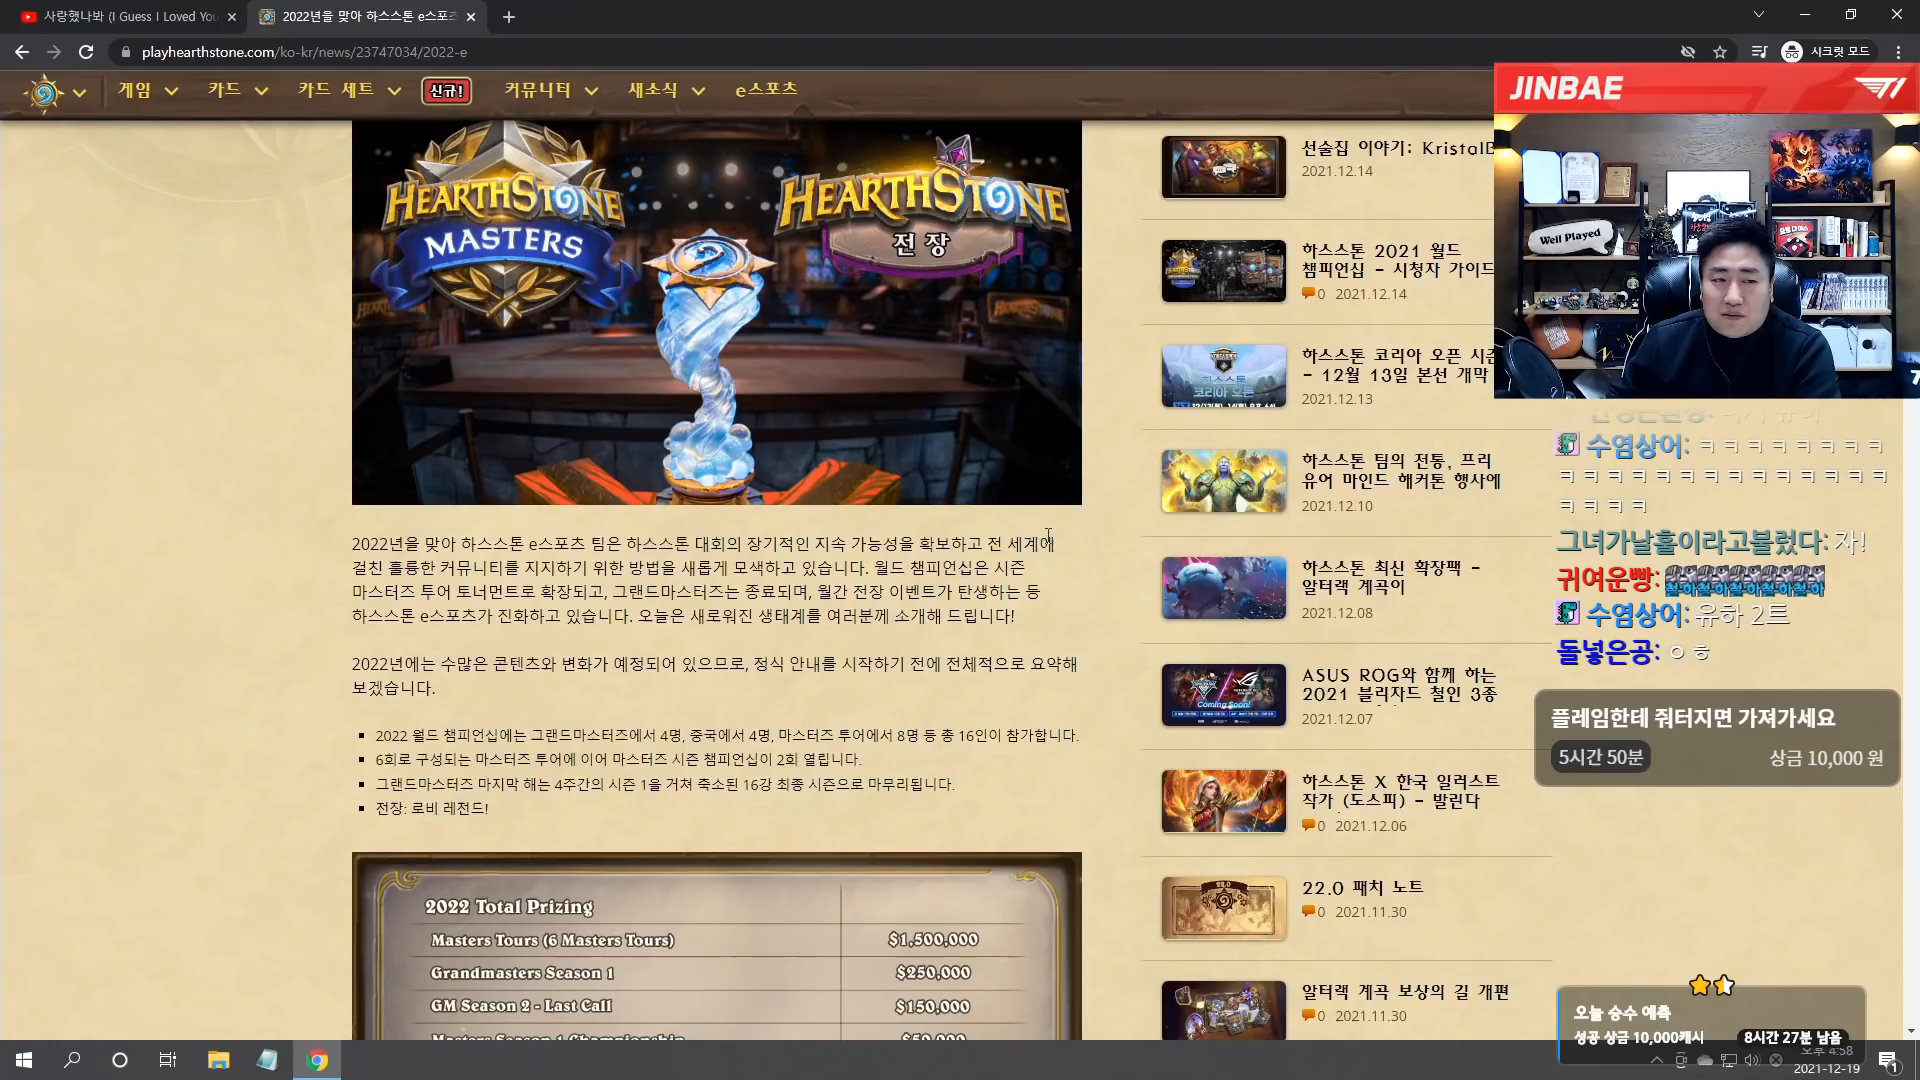 사랑했나봐 (I Guess I Loved You
2022년을 맞아 하스스톤 e스포츠
playhearthstone.com/ko-kr/news/23747034/2022-e
시크릿 모드
게임
카드
카드 세트
신규!
커뮤니티
새소식
e스포츠
HEARTHSTONE
MASTERS
HEARTHSTONE
전장
2022년을 맞아 하스스톤 e스포츠 팀은 하스스톤 대회의 장기적인 지속 가능성을 확보하고 전 세계에
걸친 훌륭한 커뮤니티를 지지하기 위한 방법을 새롭게 모색하고 있습니다. 월드 챔피언십은 시즌
마스터즈 투어 토너먼트로 확장되고, 그랜드마스터즈는 종료되며, 월간 전장 이벤트가 탄생하는 등
하스스톤 e스포츠가 진화하고 있습니다. 오늘은 새로워진 생태계를 여러분께 소개해 드립니다!
2022년에는 수많은 콘텐츠와 변화가 예정되어 있으므로, 정식 안내를 시작하기 전에 전체적으로 요약해
보겠습니다.
2022 월드 챔피언십에는 그랜드마스터즈에서 4명, 중국에서 4명, 마스터즈 투어에서 8명 등 총 16인이 참가합니다.
6회로 구성되는 마스터즈 투어에 이어 마스터즈 시즌 챔피언십이 2회 열립니다.
그랜드마스터즈 마지막 해는 4주간의 시즌 1을 거쳐 축소된 16강 최종 시즌으로 마무리됩니다.
전장: 로비 레전드!
2022 Total Prizing
Masters Tours (6 Masters Tours) $1,500,000
Grandmasters Season 1 $250,000
GM Season 2 - Last Call $150,000
Masters Season 1 Championship $50,000
선술집 이야기: Kristal
2021.12.14
하스스톤 2021 월드
챔피언십 - 시청자 가이드
0 2021.12.14
하스스톤 코리아 오픈 시즌
- 12월 13일 본선 개막
2021.12.13
하스스톤 팀의 전통, 프리
유어 마인드 해커톤 행사에
2021.12.10
하스스톤 최신 확장팩 -
알터랙 계곡이
2021.12.08
ASUS ROG와 함께 하는
2021 블리자드 철인 3종
2021.12.07
하스스톤 X 한국 일러스트
작가 (도스피) - 발린다
0 2021.12.06
22.0 패치 노트
0 2021.11.30
알터랙 계곡 보상의 길 개편
0 2021.11.30
JINBAE
T1
Well Played
수염상어: ㅋㅋㅋㅋㅋㅋㅋㅋ
ㅋㅋㅋㅋㅋㅋㅋㅋㅋㅋㅋㅋㅋㅋ
ㅋㅋㅋㅋ
그녀가날훌이라고불렀다: 자!
귀여운빵:
수염상어: 유하 2트
돌넣은공: ㅇㅎ
플레임한테 줘터지면 가져가세요
5시간 50분 상금 10,000 원
오늘 승수 예측
성공 상금 10,000캐시 8시간 27분 남음
오후 4:58
2021-12-19
1